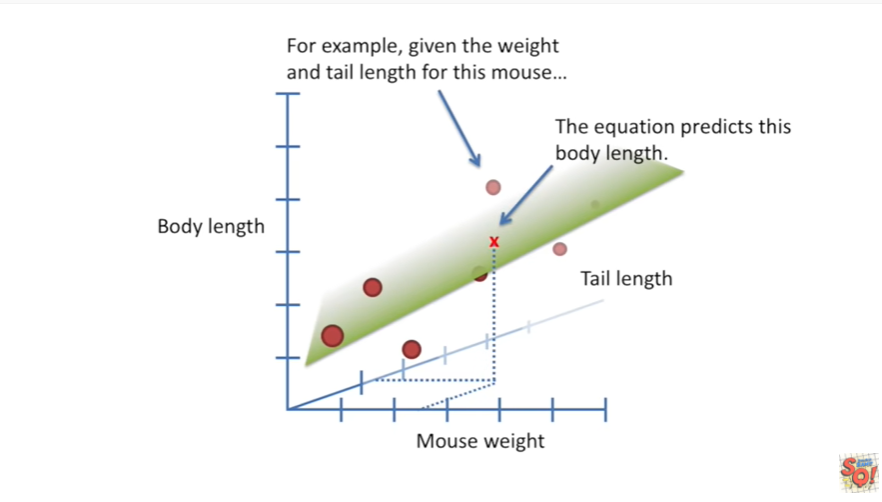 For example, given the weight
and tail length for this mouse...
The equation predicts this
body length.
Body length
x
Tail length
Mouse weight
SO!